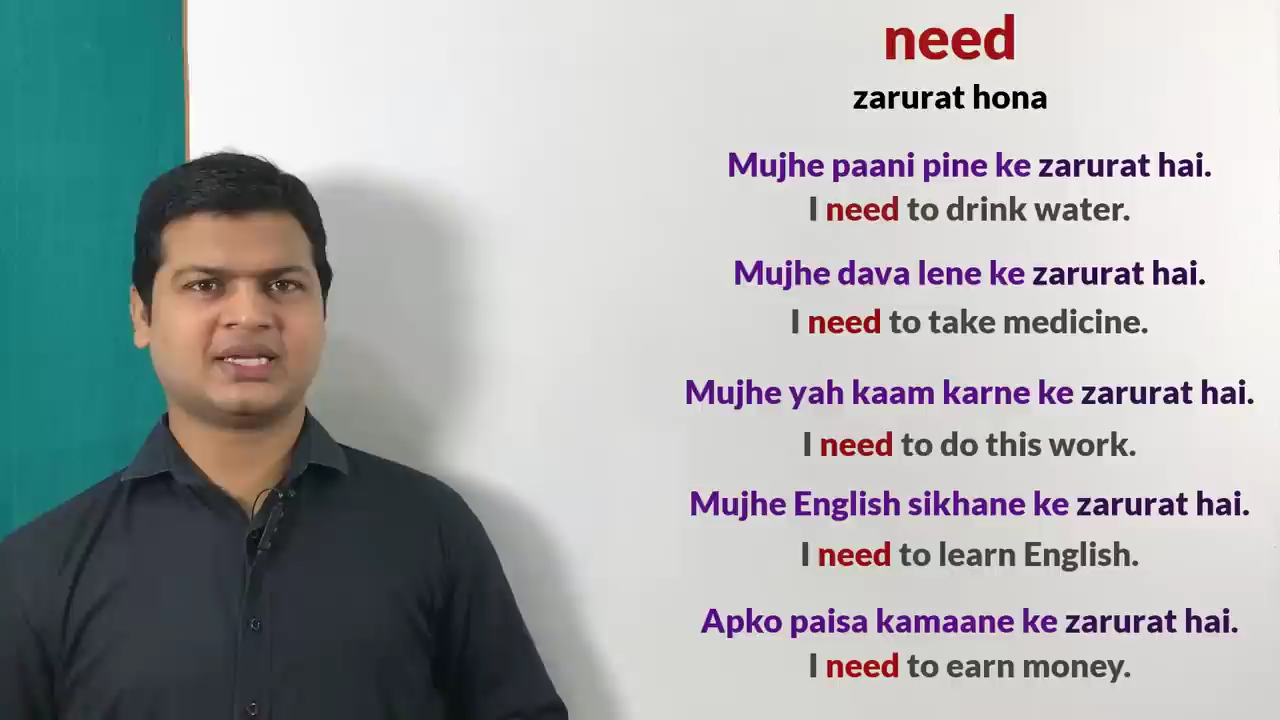 need
zarurat hona
Mujhe paani pine ke zarurat hai.
I need to drink water.
Mujhe dava lene ke zarurat hai.
I need to take medicine.
Mujhe yah kaam karne ke zarurat hai.
I need to do this work.
Mujhe English sikhane ke zarurat hai.
I need to learn English.
Apko paisa kamaane ke zarurat hai.
I need to earn money.